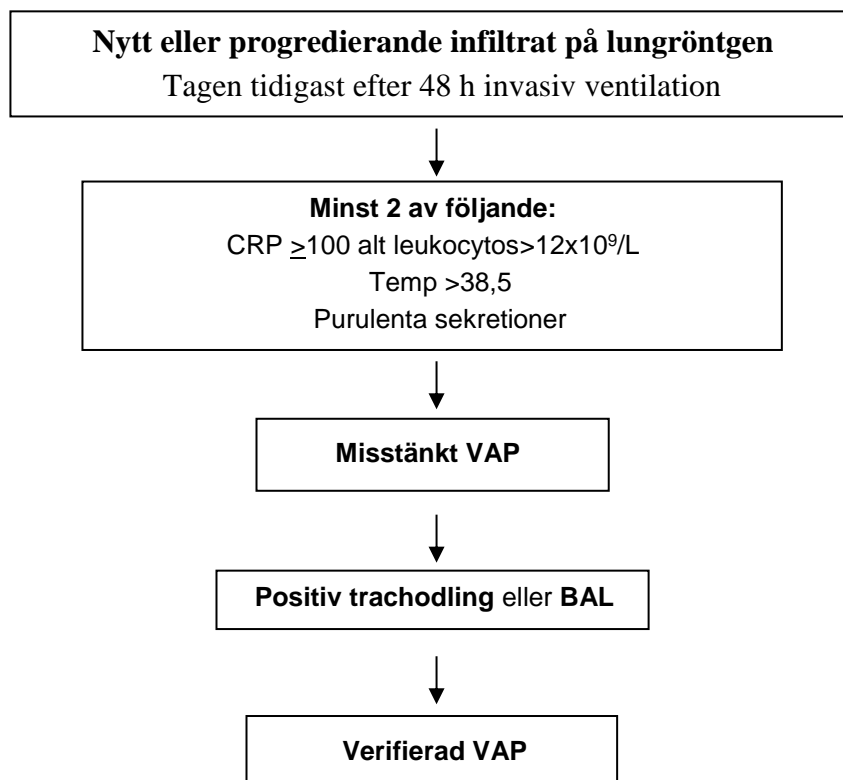 Nytt eller progredierande infiltrat på lungröntgen
Tagen tidigast efter 48 h invasiv ventilation
Minst 2 av följande:
CRP ≥100 alt leukocytos>12x10⁹/L
Temp >38,5
Purulenta sekretioner
Misstänkt VAP
Positiv trachodling eller BAL
Verifierad VAP